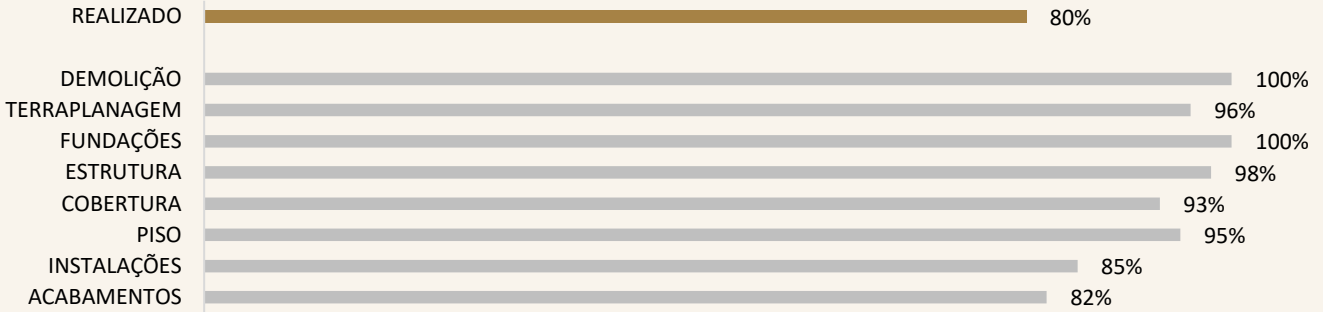 REALIZADO 80%
DEMOLIÇÃO 100%
TERRAPLANAGEM 96%
FUNDAÇÕES 100%
ESTRUTURA 98%
COBERTURA 93%
PISO 95%
INSTALAÇÕES 85%
ACABAMENTOS 82%